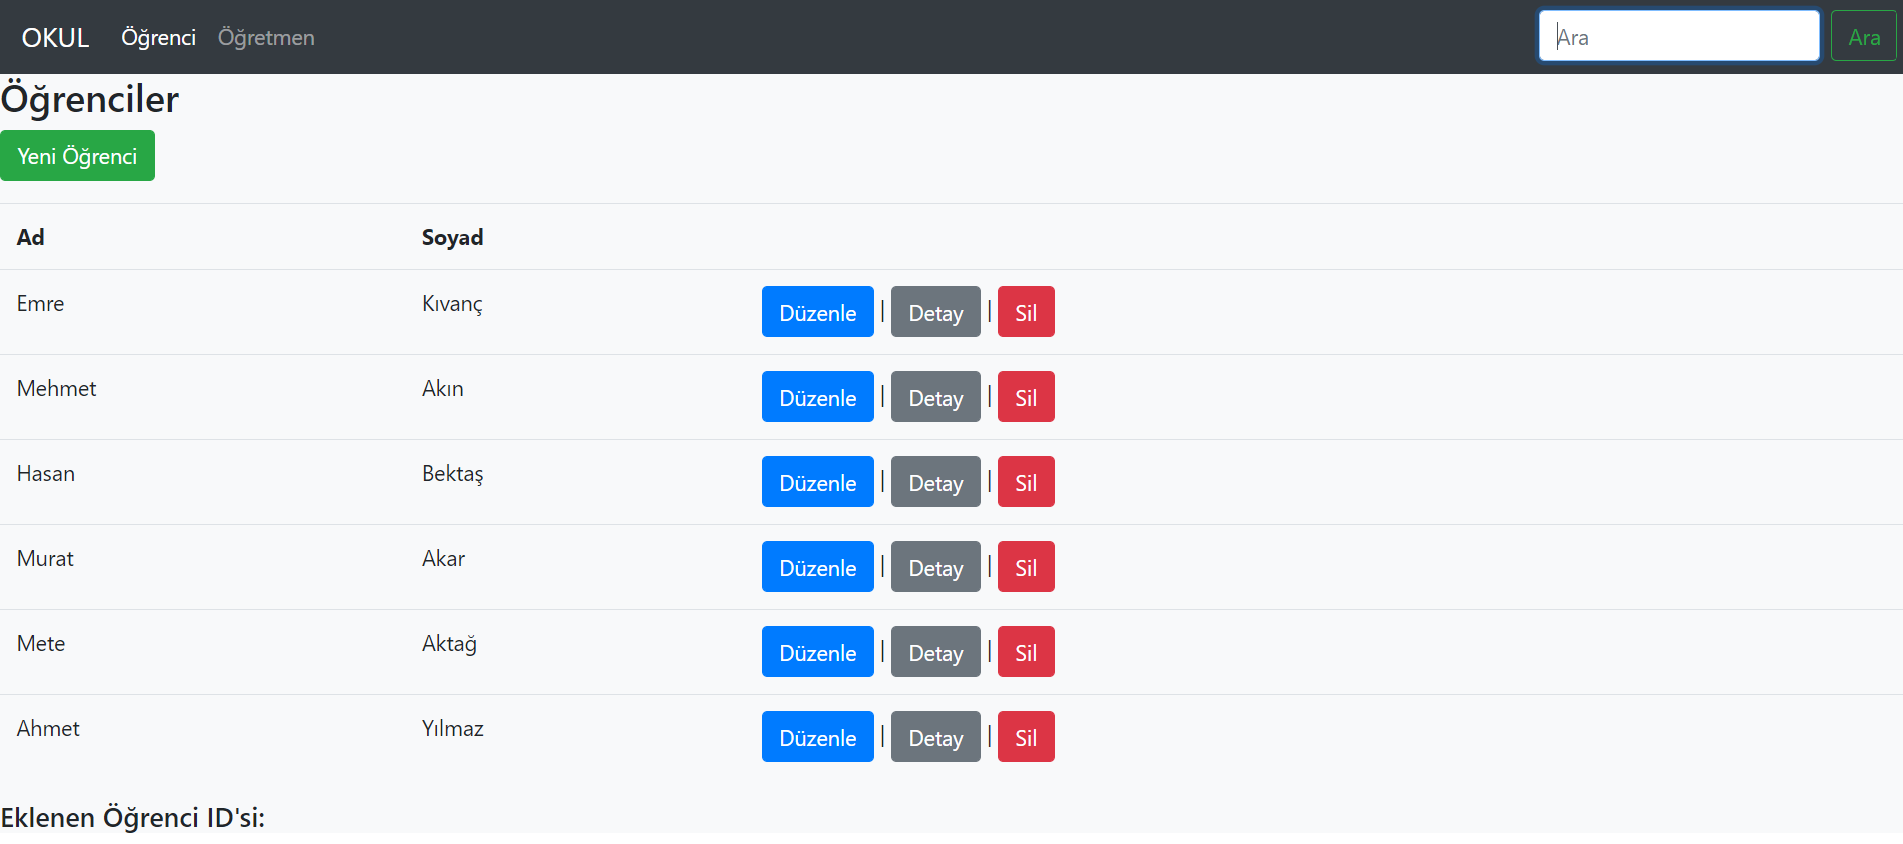 OKUL Öğrenci Öğretmen Ara Ara
Öğrenciler
Yeni Öğrenci
Ad Soyad
Emre Kıvanç Düzenle | Detay | Sil
Mehmet Akın Düzenle | Detay | Sil
Hasan Bektaş Düzenle | Detay | Sil
Murat Akar Düzenle | Detay | Sil
Mete Aktağ Düzenle | Detay | Sil
Ahmet Yılmaz Düzenle | Detay | Sil
Eklenen Öğrenci ID'si: